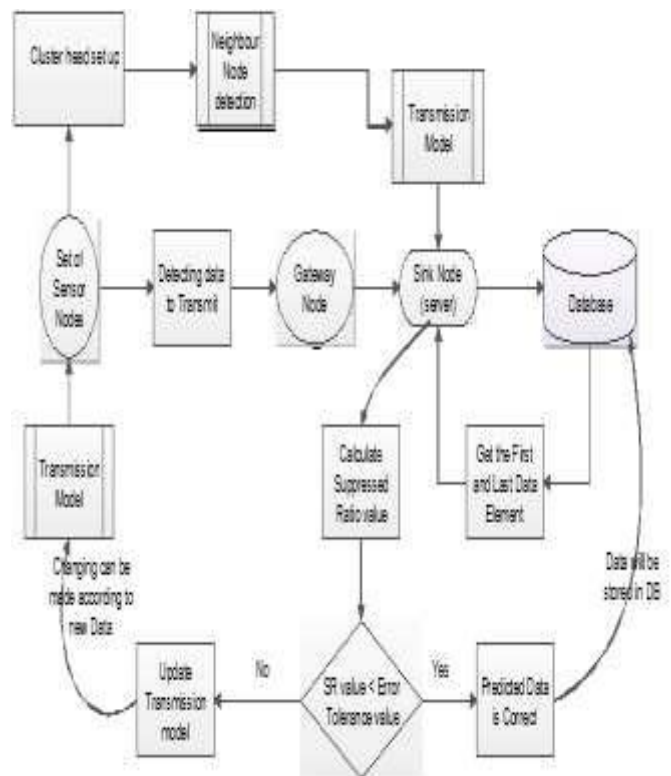 Cluster head set up
Neighbour
Node
detection
Transmission
Model
Set of
Sensor
Nodes
Detecting data
to Transmit
Gateway
Node
Sink Node
(server)
Database
Transmission
Model
Calculate
Suppressed
Ratio value
Get the First
and Last Data
Element
Changing can be
made according to
new Data
Data will be
stored in DB
Update
Transmission
model
No
SR value < Error
Tolerance value
Yes
Predicted Data
is Correct